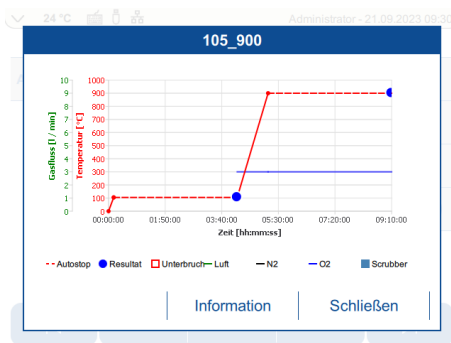 24 °C
Administrator - 21.09.2023 09:30
105_900
10 1000
9 900
8 800
7 700
6 600
5 500
4 400
3 300
2 200
1 100
0 0
Gasfluss [l / min]
Temperatur [°C]
00:00:00 01:50:00 03:40:00 05:30:00 07:20:00 09:10:00
Zeit [hh:mm:ss]
Autostop Resultat Unterbruch Luft N2 O2 Scrubber
Information Schließen